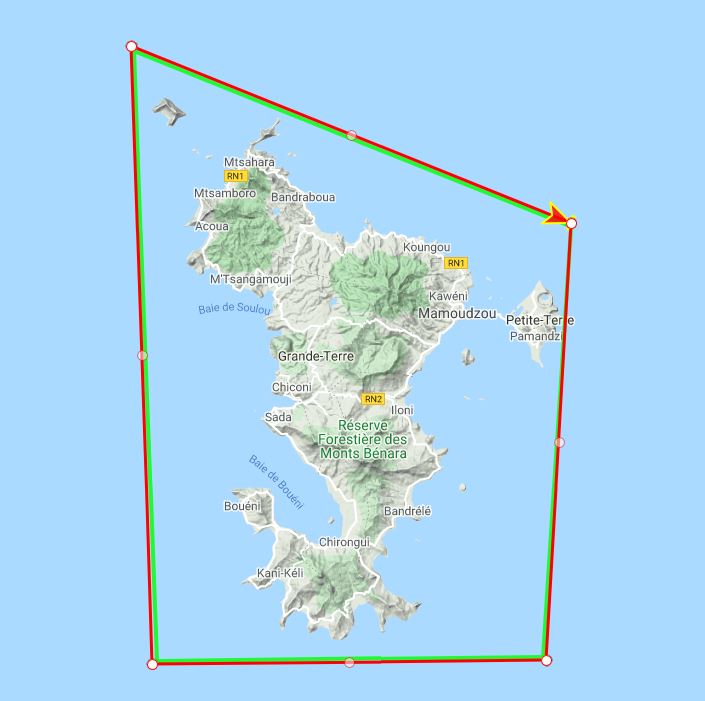 Mtsahara
RN1
Mtsamboro
Bandraboua
Acoua
Koungou
RN1
M'Tsangamouji
Kawéni
Baie de Soulou
Mamoudzou
Petite-Terre
Pamandzi
Grande-Terre
Chiconi
RN2
Iloni
Sada
Réserve
Forestière des
Monts Bénara
Baie de Bouéni
Bouéni
Bandrélé
Chirongui
Kani-Kéli